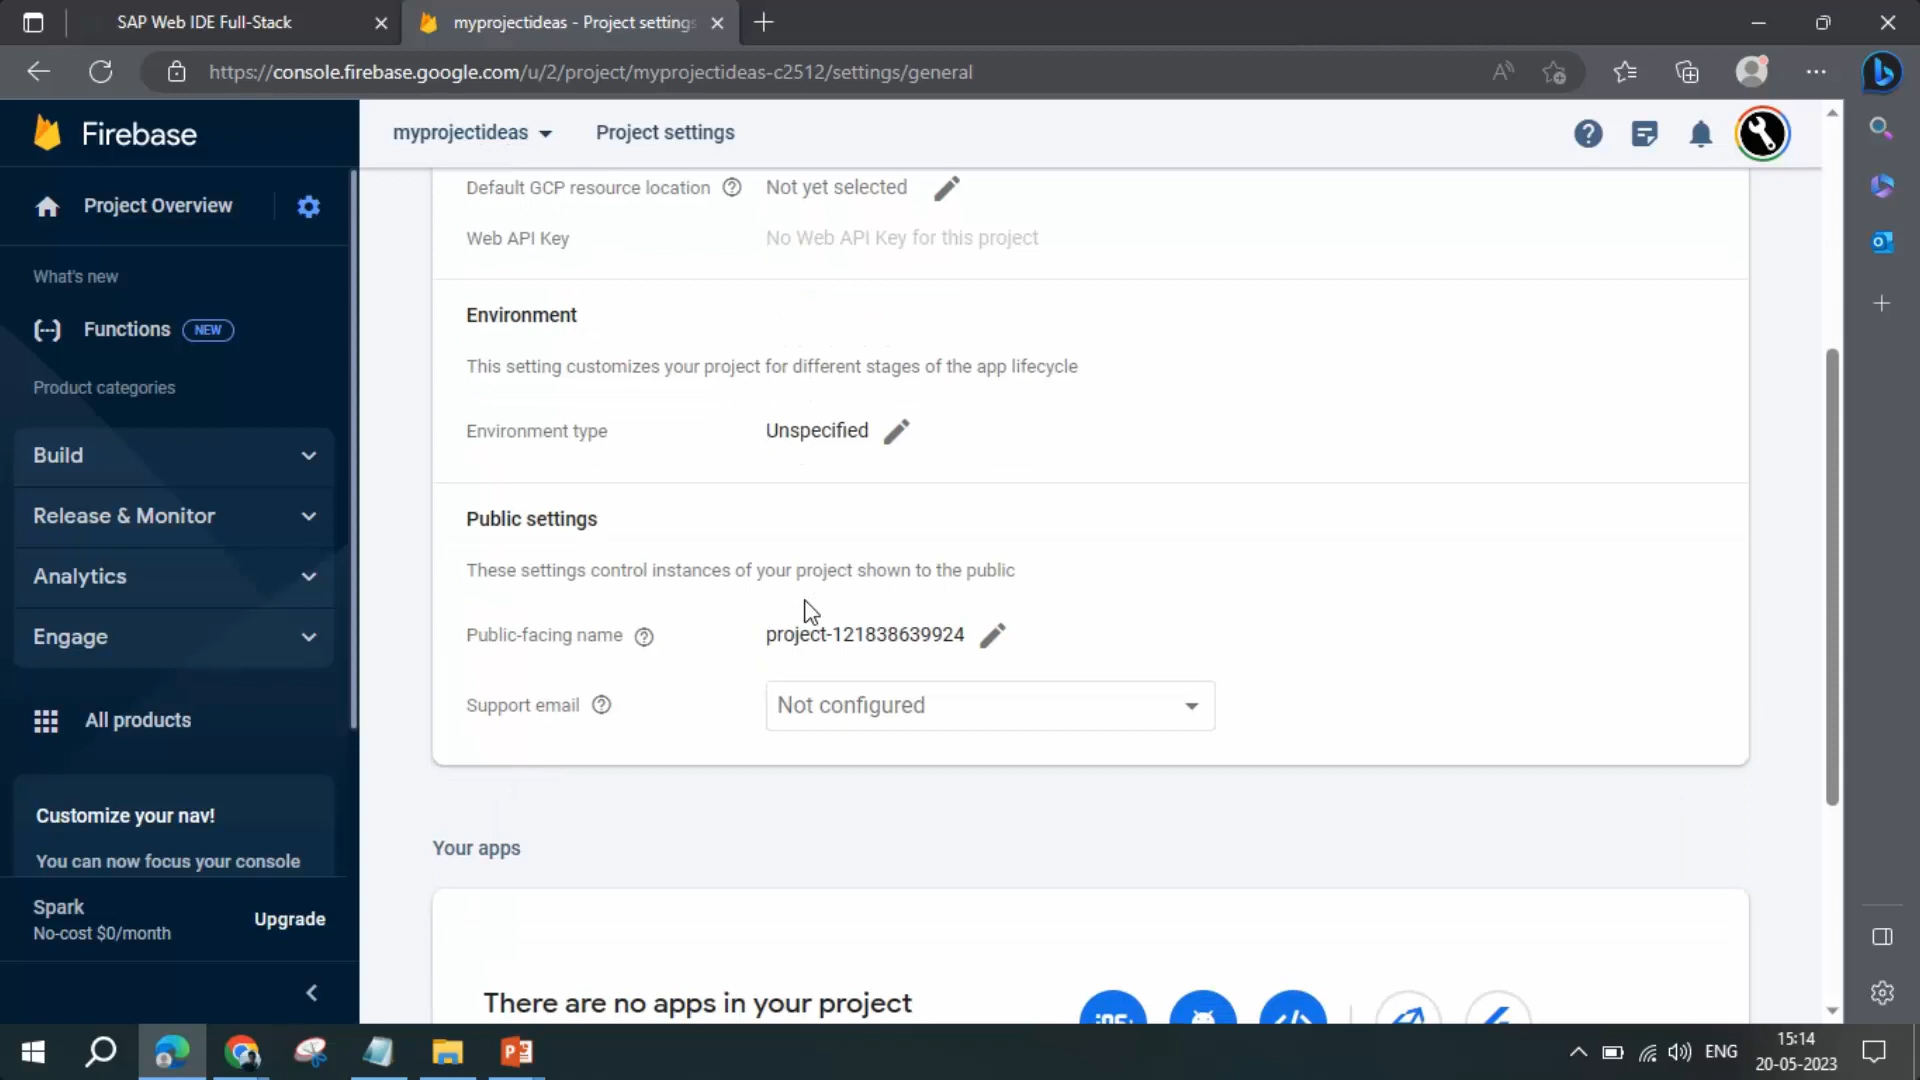 SAP Web IDE Full-Stack
myprojectideas - Project settings
https://console.firebase.google.com/u/2/project/myprojectideas-c2512/settings/general
Firebase
myprojectideas
Project settings
Project Overview
What's new
Functions NEW
Product categories
Build
Release & Monitor
Analytics
Engage
All products
Customize your nav!
You can now focus your console
Spark
No-cost $0/month
Upgrade
Default GCP resource location
Not yet selected
Web API Key
No Web API Key for this project
Environment
This setting customizes your project for different stages of the app lifecycle
Environment type
Unspecified
Public settings
These settings control instances of your project shown to the public
Public-facing name
project-121838639924
Support email
Not configured
Your apps
There are no apps in your project
iOS+
ENG
15:14
20-05-2023